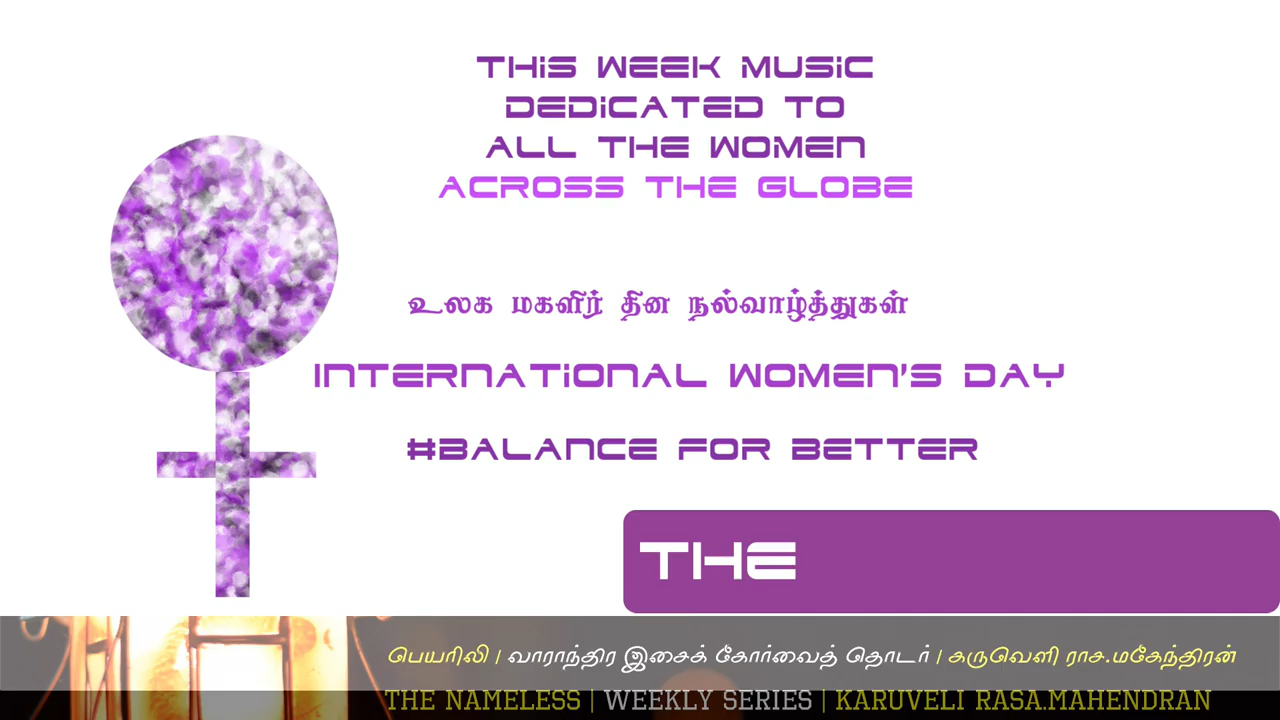 THIS WEEK MUSIC
DEDICATED TO
ALL THE WOMEN
ACROSS THE GLOBE
உலக மகளிர் தின நல்வாழ்த்துகள்
INTERNATIONAL WOMEN'S DAY
#BALANCE FOR BETTER
THE
பெயரிலி | வாராந்திர இசைக் கோர்வைத் தொடர் | கருவெளி ராச.மகேந்திரன்
THE NAMELESS | WEEKLY SERIES | KARUVELI RASA.MAHENDRAN